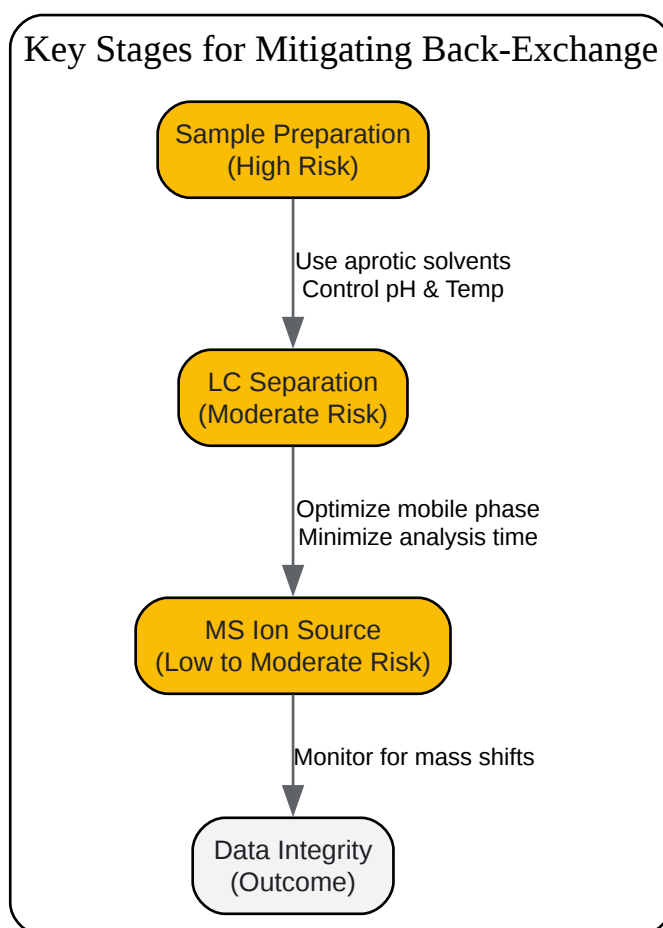 Key Stages for Mitigating Back-Exchange
Sample Preparation
(High Risk)
Use aprotic solvents
Control pH & Temp
LC Separation
(Moderate Risk)
Optimize mobile phase
Minimize analysis time
MS Ion Source
(Low to Moderate Risk)
Monitor for mass shifts
Data Integrity
(Outcome)